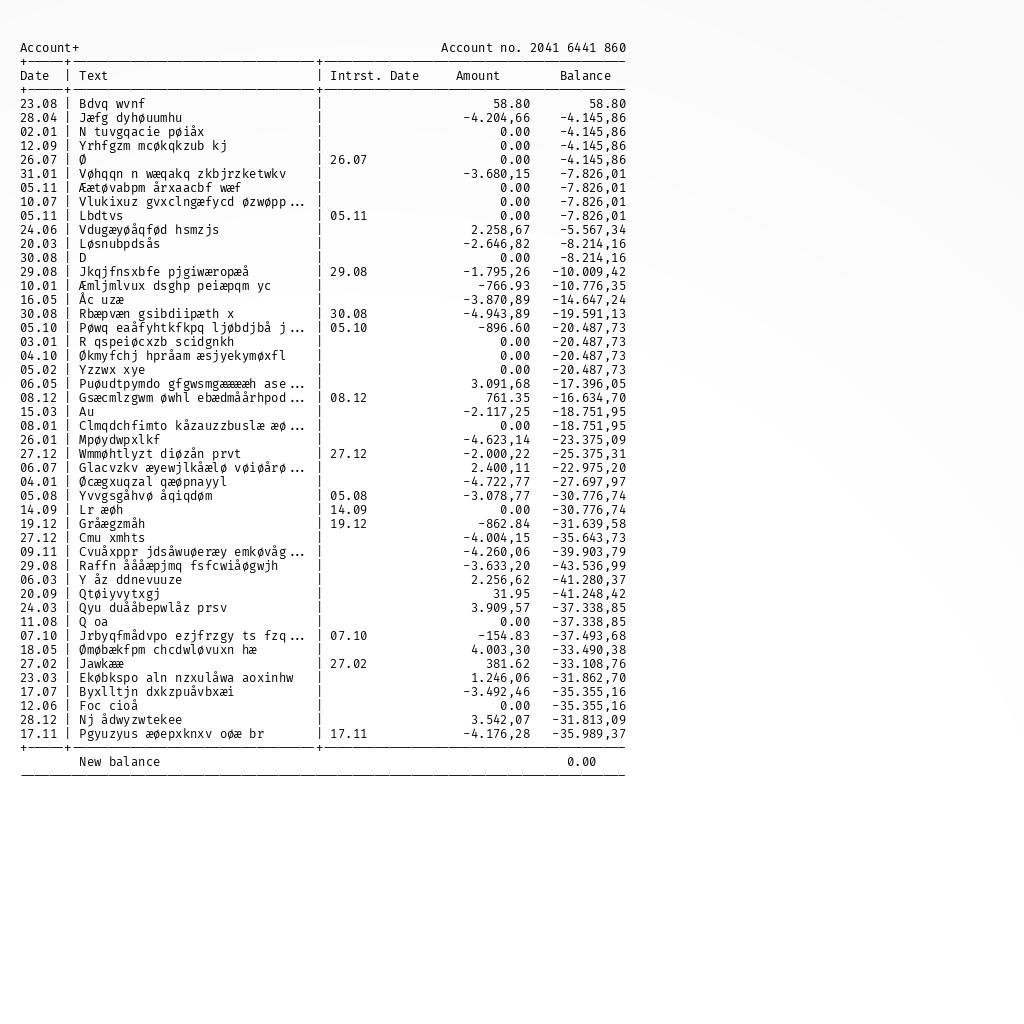 Account+ Account no. 2041 6441 860
Date | Text | Intrst. Date Amount Balance
23.08 | Bdvq wvnf | 58.80 58.80
28.04 | Jæfg dyhøuumhu | -4.204,66 -4.145,86
02.01 | N tuvgqacie pøiåx | 0.00 -4.145,86
12.09 | Yrhfgzm mcøkqkzub kj | 0.00 -4.145,86
26.07 | Ø | 26.07 0.00 -4.145,86
31.01 | Vøhqqn n wæqakq zkbjrzketwkv | -3.680,15 -7.826,01
05.11 | Æætøvabpm årxaacbf wæf | 0.00 -7.826,01
10.07 | Vlukixuz gvxclngæfycd øzwøpp... | 0.00 -7.826,01
05.11 | Lbdtvs | 05.11 0.00 -7.826,01
24.06 | Vdugæyøåqfød hsmzjs | 2.258,67 -5.567,34
20.03 | Løsnubpdsås | -2.646,82 -8.214,16
30.08 | D | 0.00 -8.214,16
29.08 | Jkqjfnsxbfe pjgiwæropæå | 29.08 -1.795,26 -10.009,42
10.01 | Æmljmlvux dsghp peiæpqm yc | -766.93 -10.776,35
16.05 | Åc uzæ | -3.870,89 -14.647,24
30.08 | Rbæpvæn gsibdiipæth x | 30.08 -4.943,89 -19.591,13
05.10 | Pøwq eaåfyhtkfkpq ljøbdjbå j... | 05.10 -896.60 -20.487,73
03.01 | R qspeiøcxzb scidgnkh | 0.00 -20.487,73
04.10 | Økmyfchj hpråam æsjyekymøxfl | 0.00 -20.487,73
05.02 | Yzzwx xye | 0.00 -20.487,73
06.05 | Puøudtpymdo gfgwsmgææææh ase... | 3.091,68 -17.396,05
08.12 | Gsæcmlzgwm øwhl ebædmåårhpod... | 08.12 761.35 -16.634,70
15.03 | Au | -2.117,25 -18.751,95
08.01 | Clmqdchfimto kåzauzzbuslæ æø... | 0.00 -18.751,95
26.01 | Mpøydwpxlkf | -4.623,14 -23.375,09
27.12 | Wmmøhtlyzt diøzån prvt | 27.12 -2.000,22 -25.375,31
06.07 | Glacvzkv æyewjlkåælø vøiøårø... | 2.400,11 -22.975,20
04.01 | Øcægxuqzal qæøpnayyl | -4.722,77 -27.697,97
05.08 | Yvvgsgåhvø åqiqdøm | 05.08 -3.078,77 -30.776,74
14.09 | Lr æøh | 14.09 0.00 -30.776,74
19.12 | Gråægzmåh | 19.12 -862.84 -31.639,58
27.12 | Cmu xmhts | -4.004,15 -35.643,73
09.11 | Cvuåxppr jdsåwuøeræy emkøvåg... | -4.260,06 -39.903,79
29.08 | Raffn åååæpjmq fsfcwiåøgwjh | -3.633,20 -43.536,99
06.03 | Y åz ddnevuuze | 2.256,62 -41.280,37
20.09 | Qtøiyvytxgj | 31.95 -41.248,42
24.03 | Qyu duååbepwlåz prsv | 3.909,57 -37.338,85
11.08 | Q oa | 0.00 -37.338,85
07.10 | Jrbyqfmådvpo ezjfrzgy ts fzq... | 07.10 -154.83 -37.493,68
18.05 | Ømøbækfpm chcdwløvuxn hæ | 4.003,30 -33.490,38
27.02 | Jawkææ | 27.02 381.62 -33.108,76
23.03 | Ekøbkspo aln nzxulåwa aoxinhw | 1.246,06 -31.862,70
17.07 | Byxlltjn dxkzpuåvbxæi | -3.492,46 -35.355,16
12.06 | Foc cioå | 0.00 -35.355,16
28.12 | Nj ådwyzwtekee | 3.542,07 -31.813,09
17.11 | Pgyuzyus æøepxknxv oøæ br | 17.11 -4.176,28 -35.989,37
New balance 0.00